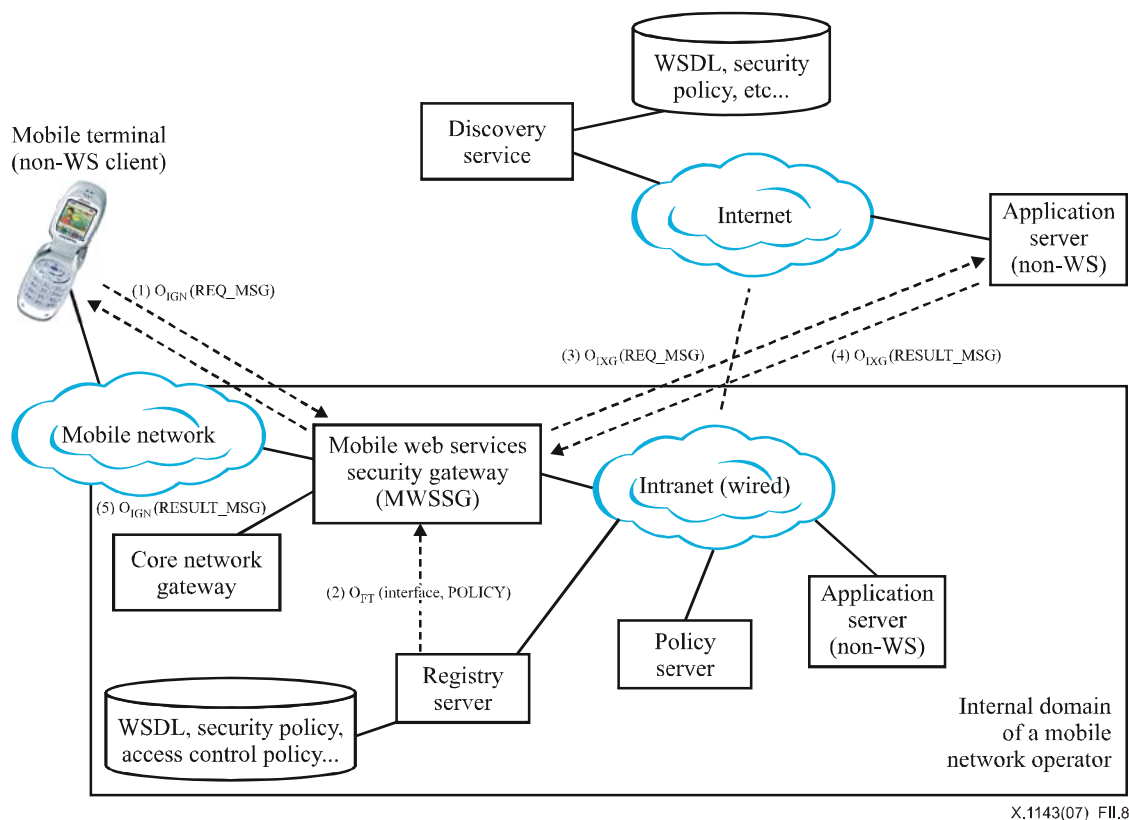 WSDL, security
policy, etc...
Discovery
service
Mobile terminal
(non-WS client)
Internet
Application
server
(non-WS)
(1) O_IGN (REQ_MSG)
(3) O_IXG (REQ_MSG)
(4) O_IXG (RESULT_MSG)
Mobile network
Mobile web services
security gateway
(MWSSG)
Intranet (wired)
(5) O_IGN (RESULT_MSG)
Core network
gateway
(2) O_FT (interface, POLICY)
Application
server
(non-WS)
Policy
server
Registry
server
WSDL, security policy,
access control policy...
Internal domain
of a mobile
network operator
X.1143(07)_FII.8